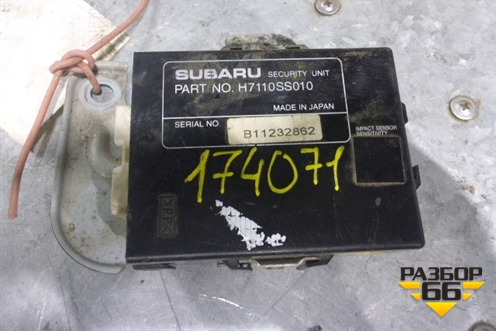 SUBARU SECURITY UNIT
PART NO. H7110SS010
MADE IN JAPAN
SERIAL NO.
B11232862
IMPACT SENSOR
SENSITIVITY
174071
РАЗБОР
66